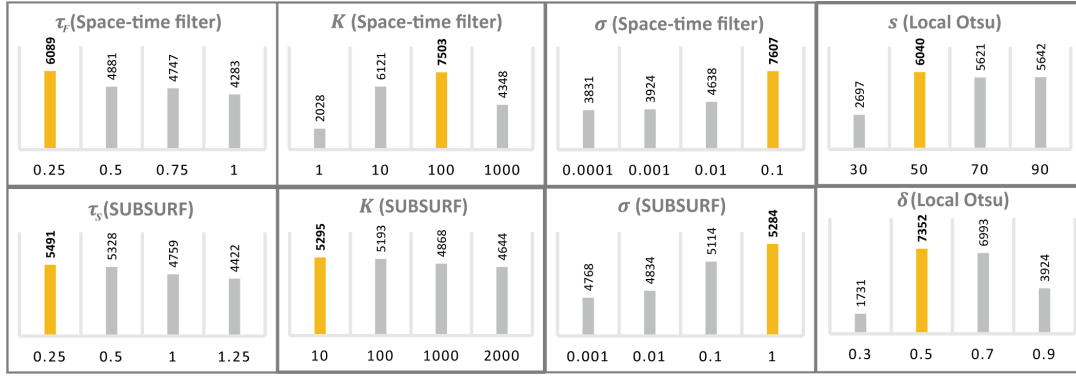 τF (Space-time filter)
6089
4881
4747
4283
0.25 0.5 0.75 1
K (Space-time filter)
2028
6121
7503
4348
1 10 100 1000
σ (Space-time filter)
3831
3924
4638
7607
0.0001 0.001 0.01 0.1
s (Local Otsu)
2697
6040
5621
5642
30 50 70 90
τS (SUBSURF)
5491
5328
4759
4422
0.25 0.5 1 1.25
K (SUBSURF)
5295
5193
4868
4644
10 100 1000 2000
σ (SUBSURF)
4768
4834
5114
5284
0.001 0.01 0.1 1
δ (Local Otsu)
1731
7352
6993
3924
0.3 0.5 0.7 0.9